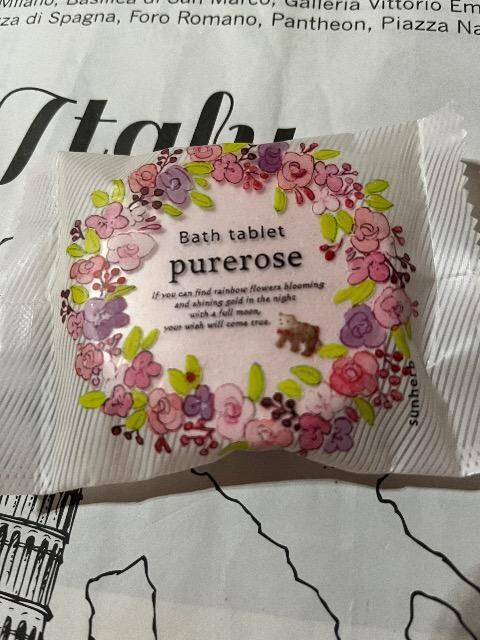 Milano, Basilica di San Marco, Galleria Vittorio Em
za di Spagna, Foro Romano, Pantheon, Piazza Na
Italy
Bath tablet
purerose
If you can find rainbow flowers blooming
and shining gold in the night
with a full moon,
your wish will come true.
sunherb